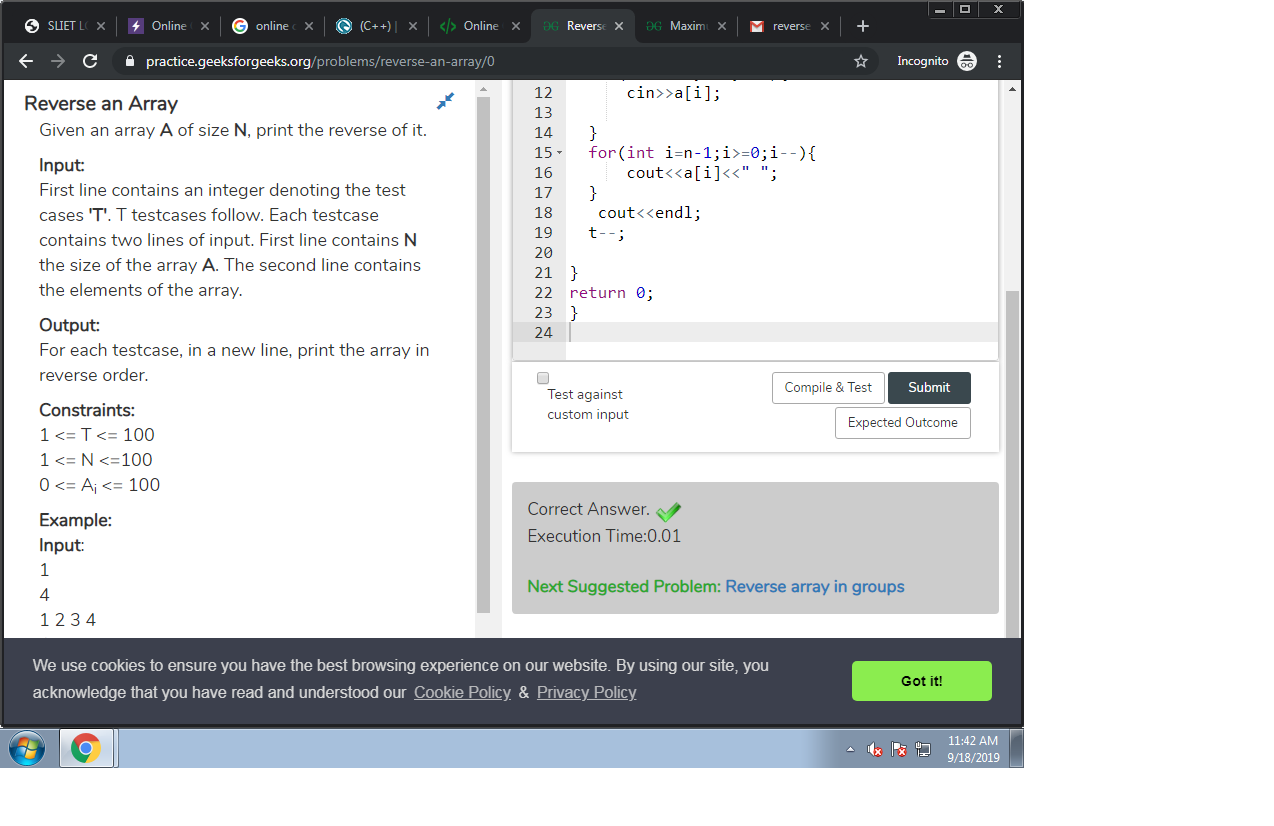 SLIET L
Online
online
(C++) |
Online
Reverse
Maxim
reverse
practice.geeksforgeeks.org/problems/reverse-an-array/0
Incognito
Reverse an Array
Given an array A of size N, print the reverse of it.
Input:
First line contains an integer denoting the test
cases 'T'. T testcases follow. Each testcase
contains two lines of input. First line contains N
the size of the array A. The second line contains
the elements of the array.
Output:
For each testcase, in a new line, print the array in
reverse order.
Constraints:
1 <= T <= 100
1 <= N <=100
0 <= Ai <= 100
Example:
Input:
1
4
1 2 3 4
12 cin>>a[i];
13
14 }
15 for(int i=n-1;i>=0;i--){
16 cout<<a[i]<<" ";
17 }
18 cout<<endl;
19 t--;
20
21 }
22 return 0;
23 }
24
Test against
custom input
Compile & Test
Submit
Expected Outcome
Correct Answer.
Execution Time:0.01
Next Suggested Problem: Reverse array in groups
We use cookies to ensure you have the best browsing experience on our website. By using our site, you
acknowledge that you have read and understood our Cookie Policy & Privacy Policy
Got it!
11:42 AM
9/18/2019